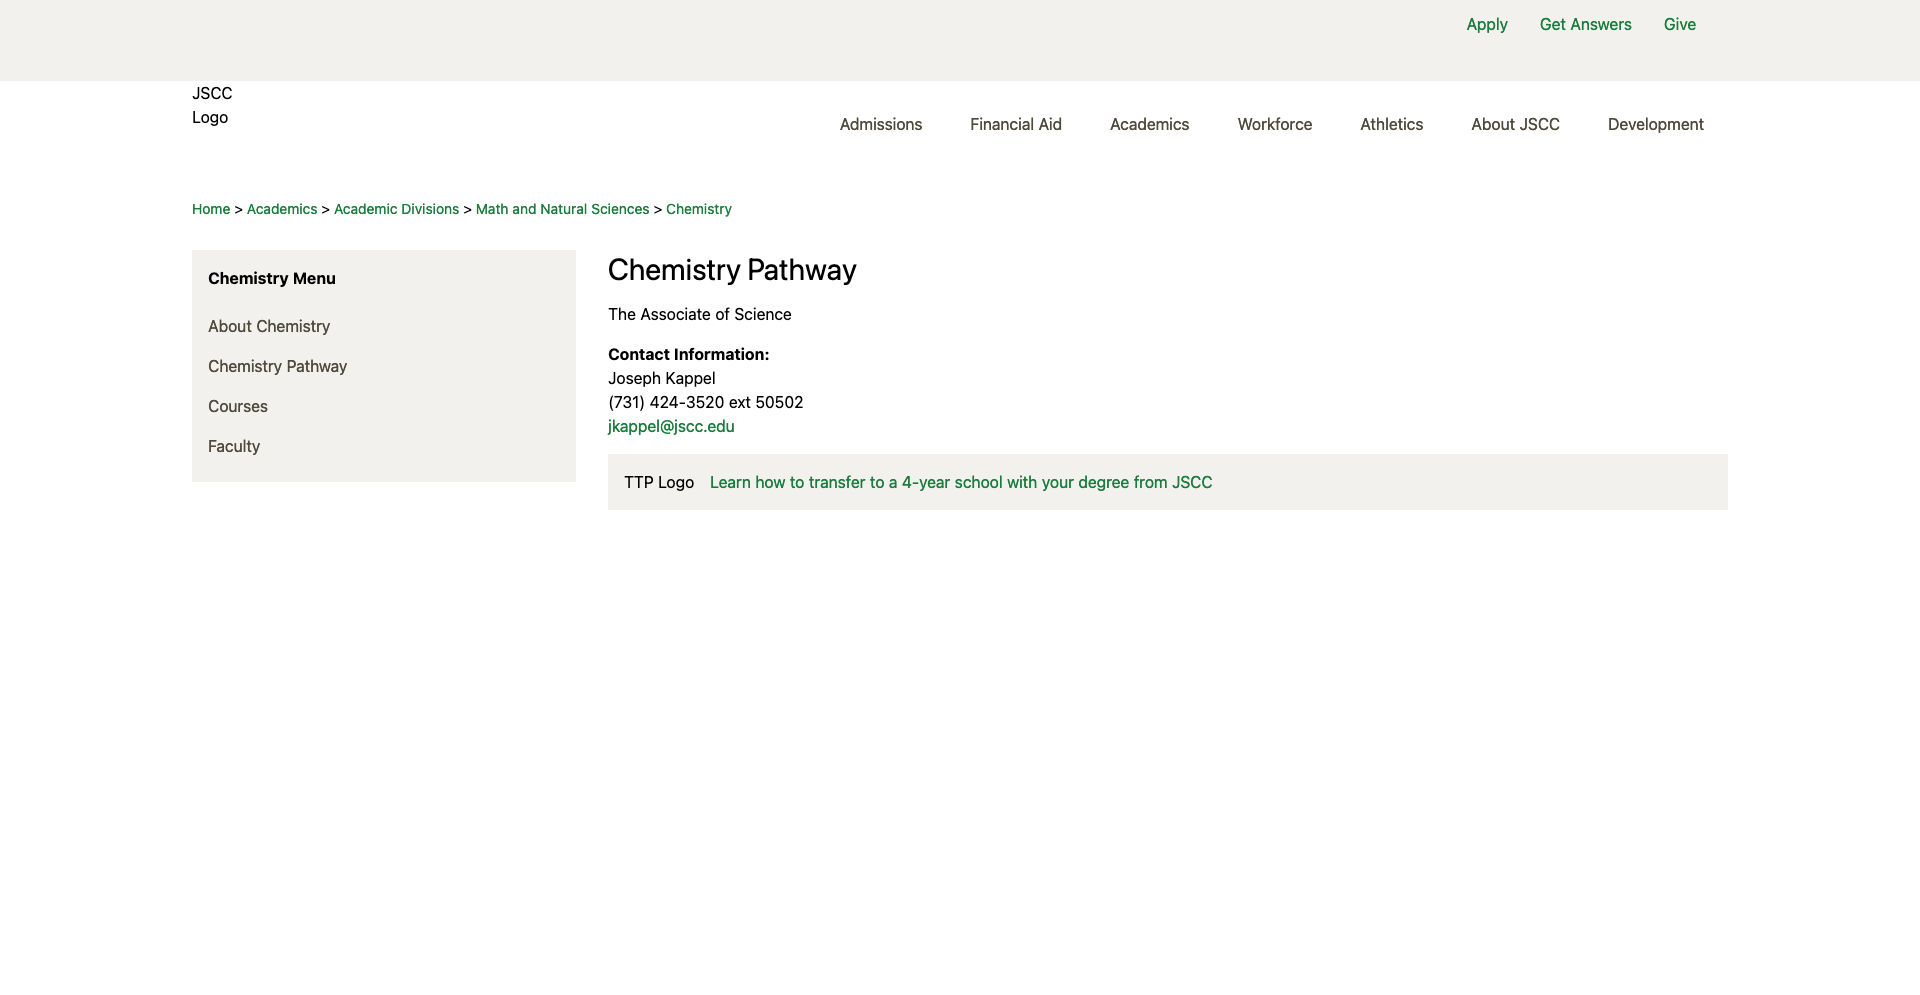 Apply Get Answers Give
JSCC
Logo
Admissions Financial Aid Academics Workforce Athletics About JSCC Development
Home > Academics > Academic Divisions > Math and Natural Sciences > Chemistry
Chemistry Menu
About Chemistry
Chemistry Pathway
Courses
Faculty
Chemistry Pathway
The Associate of Science
Contact Information:
Joseph Kappel
(731) 424-3520 ext 50502
jkappel@jscc.edu
TTP Logo Learn how to transfer to a 4-year school with your degree from JSCC